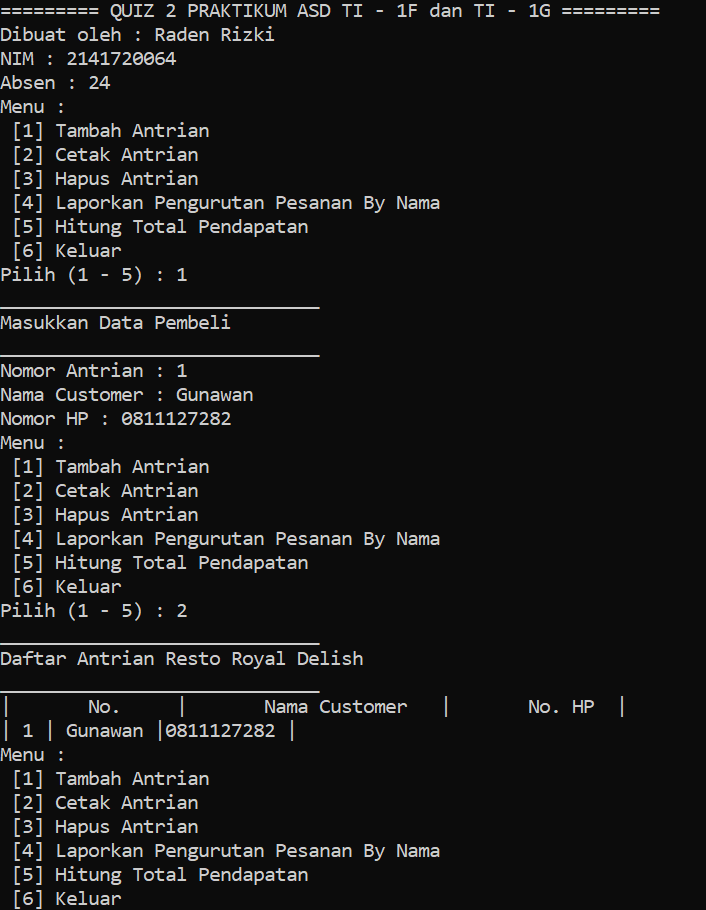 ========= QUIZ 2 PRAKTIKUM ASD TI - 1F dan TI - 1G =========
Dibuat oleh : Raden Rizki
NIM : 2141720064
Absen : 24
Menu :
[1] Tambah Antrian
[2] Cetak Antrian
[3] Hapus Antrian
[4] Laporkan Pengurutan Pesanan By Nama
[5] Hitung Total Pendapatan
[6] Keluar
Pilih (1 - 5) : 1
_____________________________
Masukkan Data Pembeli
_____________________________
Nomor Antrian : 1
Nama Customer : Gunawan
Nomor HP : 0811127282
Menu :
[1] Tambah Antrian
[2] Cetak Antrian
[3] Hapus Antrian
[4] Laporkan Pengurutan Pesanan By Nama
[5] Hitung Total Pendapatan
[6] Keluar
Pilih (1 - 5) : 2
_____________________________
Daftar Antrian Resto Royal Delish
_____________________________
|	No.	|	Nama Customer	|	No. HP	|
| 1 | Gunawan |0811127282 |
Menu :
[1] Tambah Antrian
[2] Cetak Antrian
[3] Hapus Antrian
[4] Laporkan Pengurutan Pesanan By Nama
[5] Hitung Total Pendapatan
[6] Keluar